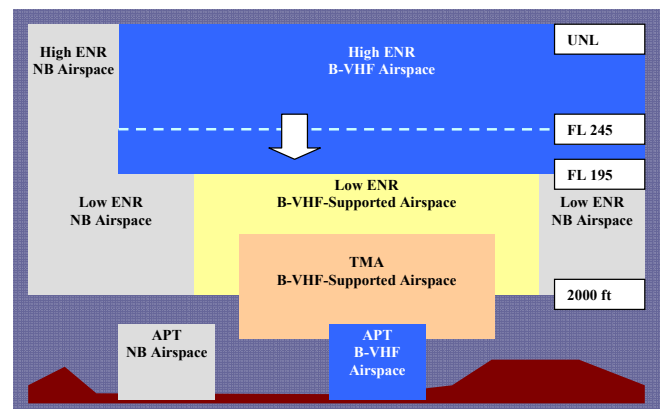 High ENR
NB Airspace
High ENR
B-VHF Airspace
UNL
FL 245
FL 195
Low ENR
NB Airspace
Low ENR
B-VHF-Supported Airspace
Low ENR
NB Airspace
TMA
B-VHF-Supported Airspace
2000 ft
APT
NB Airspace
APT
B-VHF
Airspace